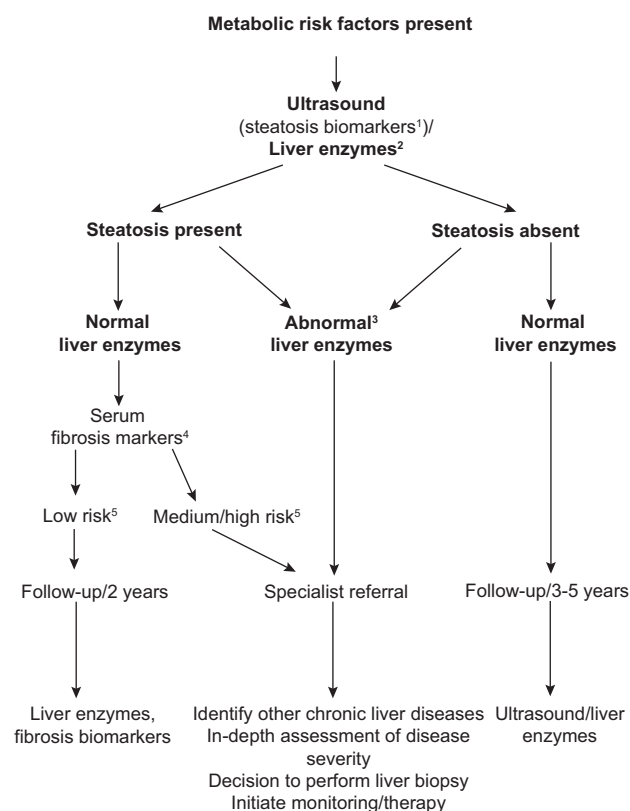 Metabolic risk factors present
Ultrasound
(steatosis biomarkers¹)/
Liver enzymes²
Steatosis present
Steatosis absent
Normal
liver enzymes
Abnormal³
liver enzymes
Normal
liver enzymes
Serum
fibrosis markers⁴
Low risk⁵
Medium/high risk⁵
Follow-up/2 years
Specialist referral
Follow-up/3-5 years
Liver enzymes,
fibrosis biomarkers
Identify other chronic liver diseases
In-depth assessment of disease
severity
Decision to perform liver biopsy
Initiate monitoring/therapy
Ultrasound/liver
enzymes